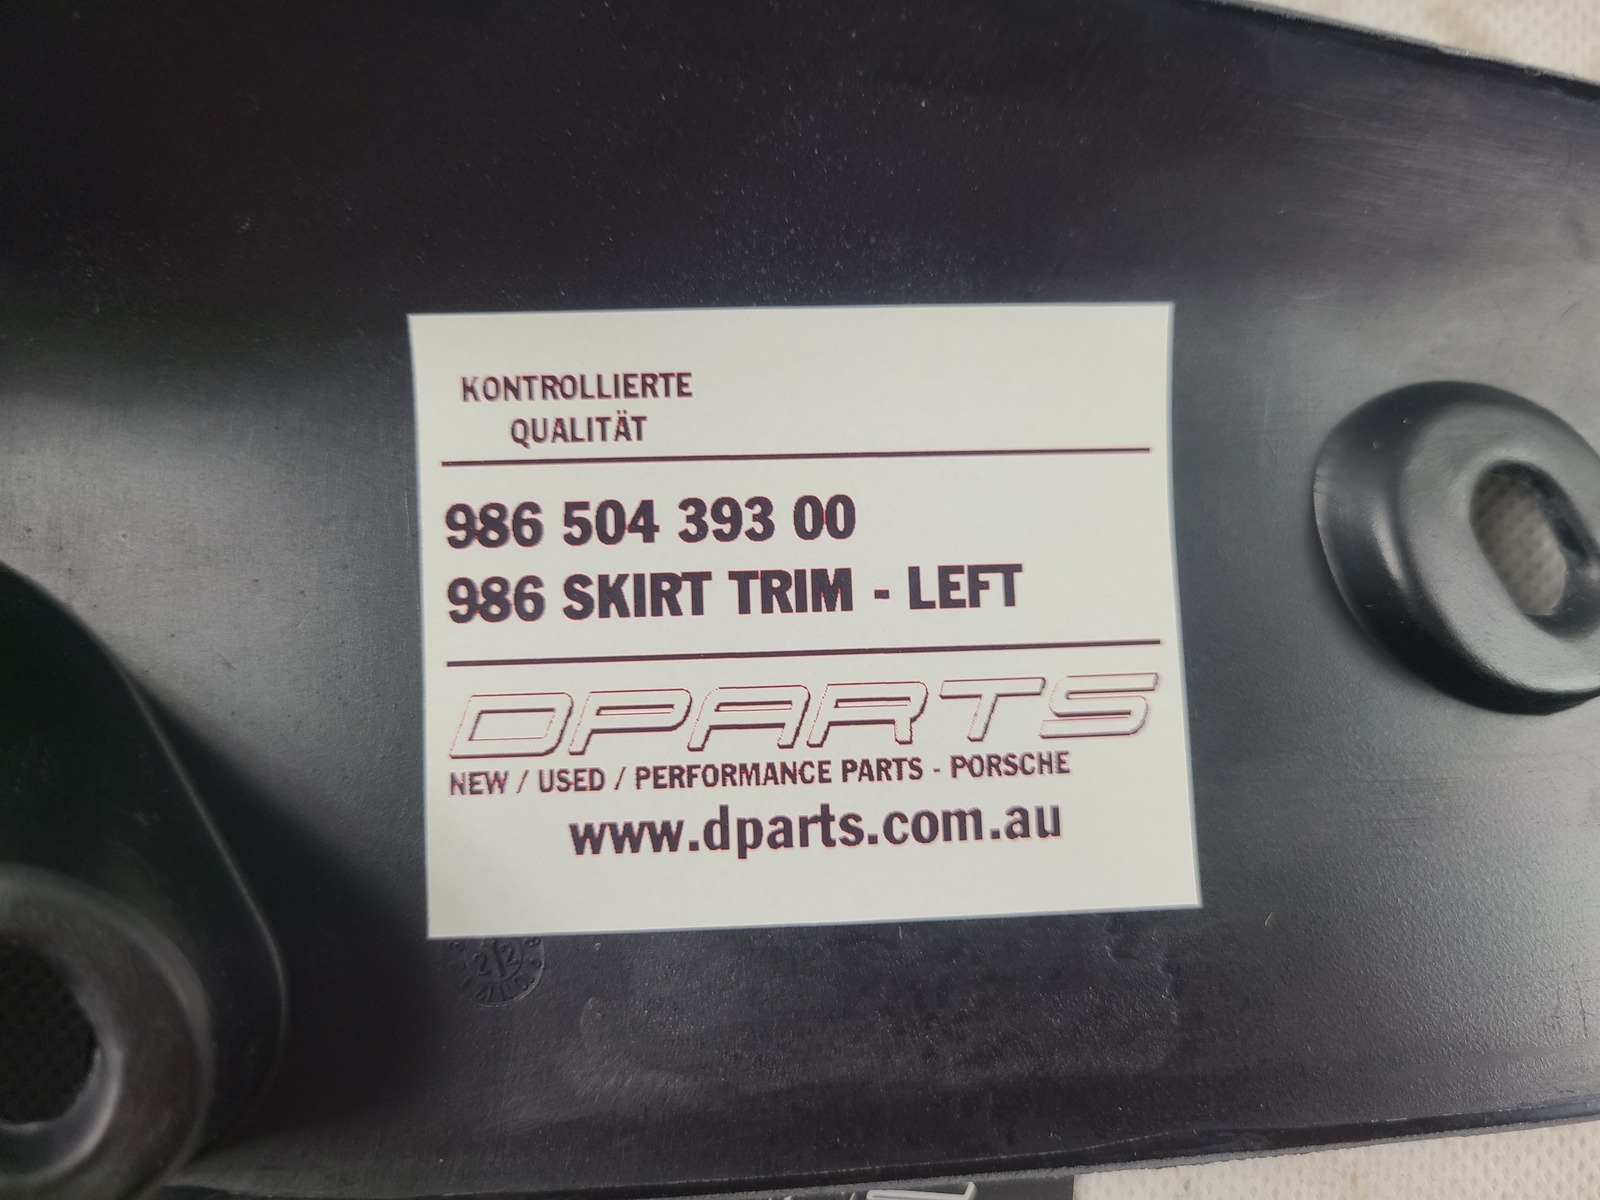 KONTROLLIERTE
QUALITÄT
986 504 393 00
986 SKIRT TRIM - LEFT
DPARTS
NEW / USED / PERFORMANCE PARTS - PORSCHE
www.dparts.com.au